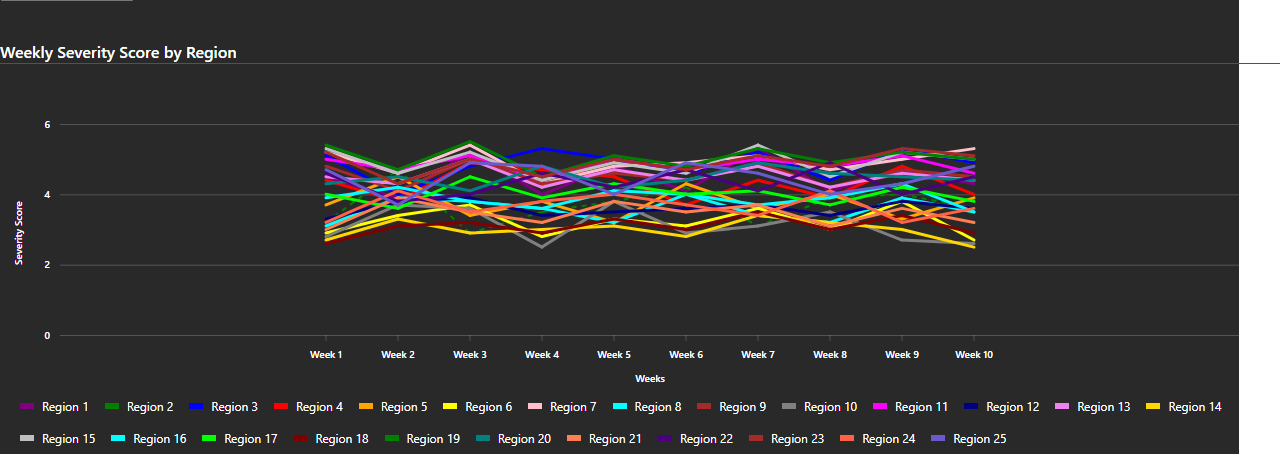 Weekly Severity Score by Region
6
4
2
0
Severity Score
Week 1 Week 2 Week 3 Week 4 Week 5 Week 6 Week 7 Week 8 Week 9 Week 10
Weeks
Region 1 Region 2 Region 3 Region 4 Region 5 Region 6 Region 7 Region 8 Region 9 Region 10 Region 11 Region 12 Region 13 Region 14
Region 15 Region 16 Region 17 Region 18 Region 19 Region 20 Region 21 Region 22 Region 23 Region 24 Region 25